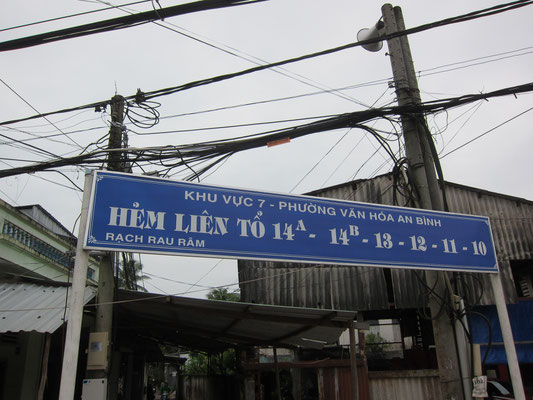 KHU VỰC 7 - PHƯỜNG VĂN HÓA AN BÌNH
HẺM LIÊN TỔ 14A - 14B - 13 - 12 - 11 - 10
RẠCH RAU RĂM